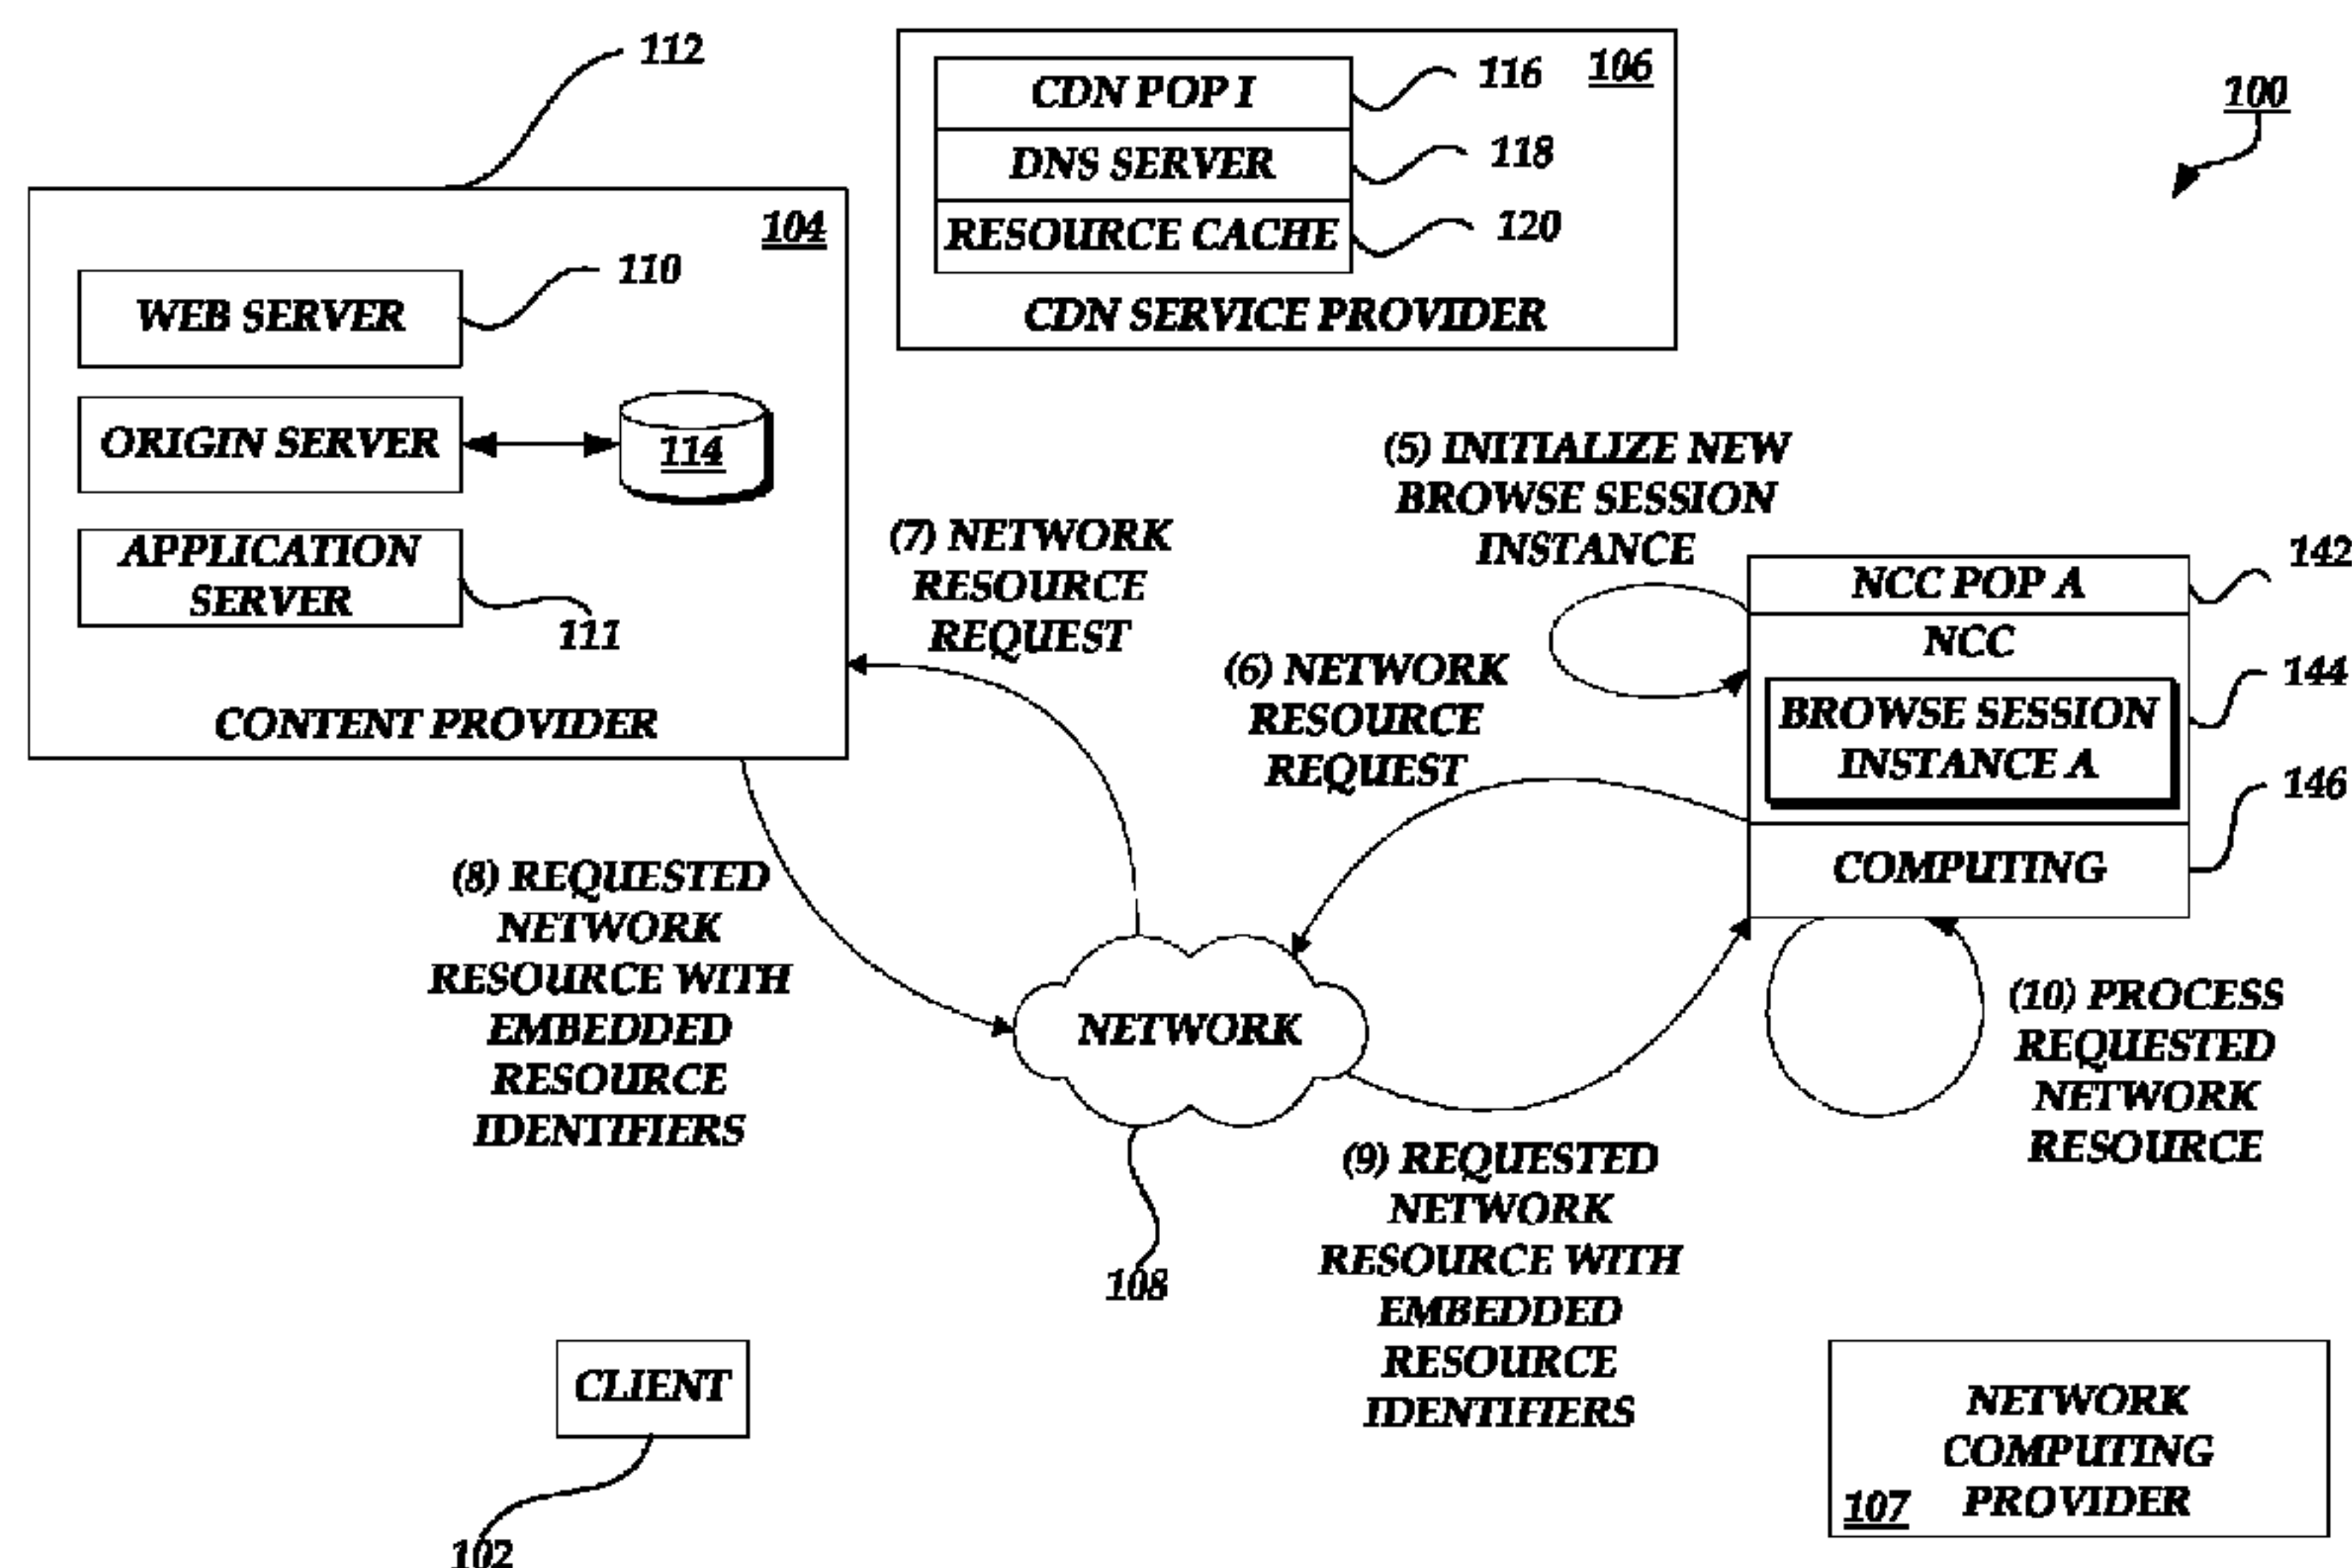 112
104
WEB SERVER
110
ORIGIN SERVER
114
APPLICATION
SERVER
111
CONTENT PROVIDER
CDN POP I
116
106
DNS SERVER
118
RESOURCE CACHE
120
CDN SERVICE PROVIDER
100
(5) INITIALIZE NEW
BROWSE SESSION
INSTANCE
(7) NETWORK
RESOURCE
REQUEST
(6) NETWORK
RESOURCE
REQUEST
NCC POP A
142
NCC
144
BROWSE SESSION
INSTANCE A
146
COMPUTING
(8) REQUESTED
NETWORK
RESOURCE WITH
EMBEDDED
RESOURCE
IDENTIFIERS
NETWORK
108
(10) PROCESS
REQUESTED
NETWORK
RESOURCE
(9) REQUESTED
NETWORK
RESOURCE WITH
EMBEDDED
RESOURCE
IDENTIFIERS
CLIENT
102
NETWORK
COMPUTING
PROVIDER
107